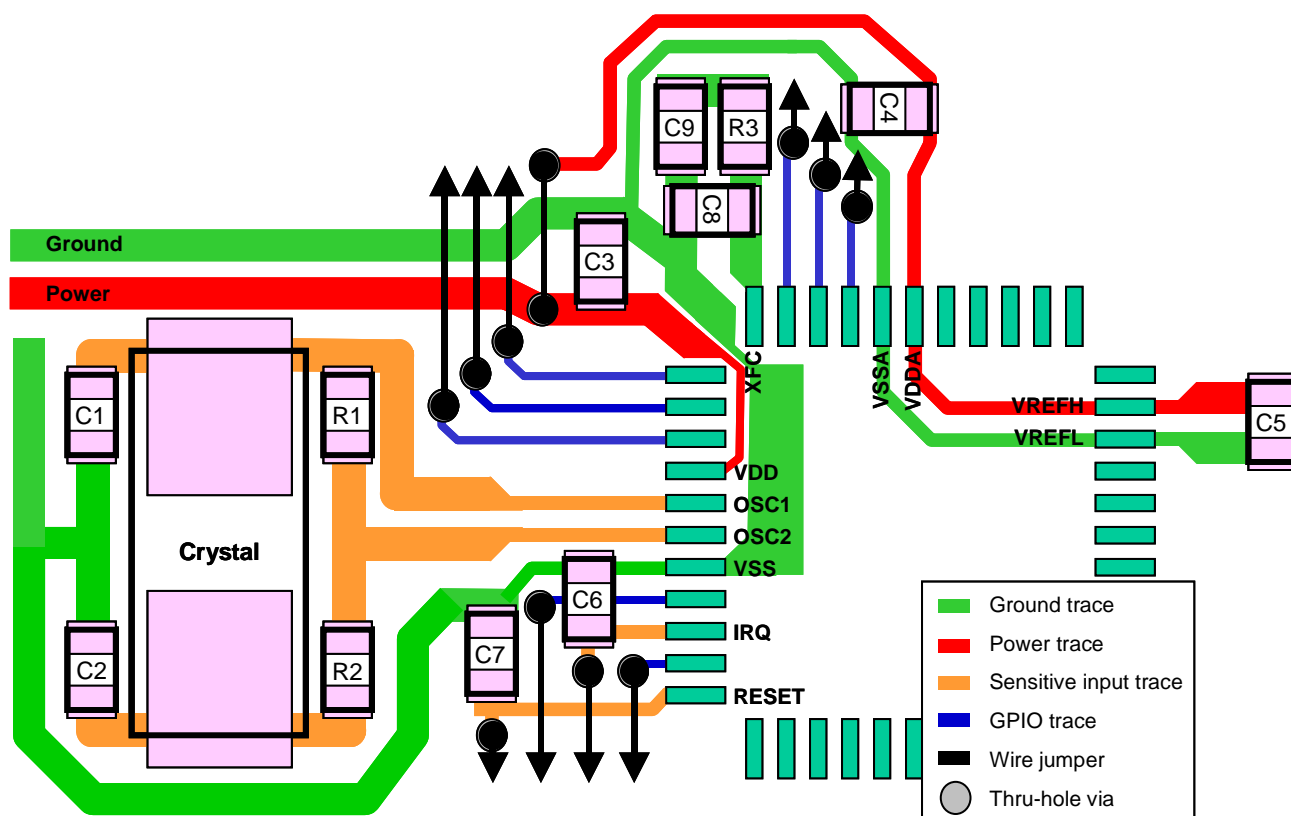 C9
R3
C4
C8
Ground
C3
Power
XFC
VSSA
VDDA
C1
R1
VREFH
VREFL
C5
VDD
OSC1
OSC2
Crystal
VSS
C6
IRQ
C7
C2
R2
RESET
Ground trace
Power trace
Sensitive input trace
GPIO trace
Wire jumper
Thru-hole via